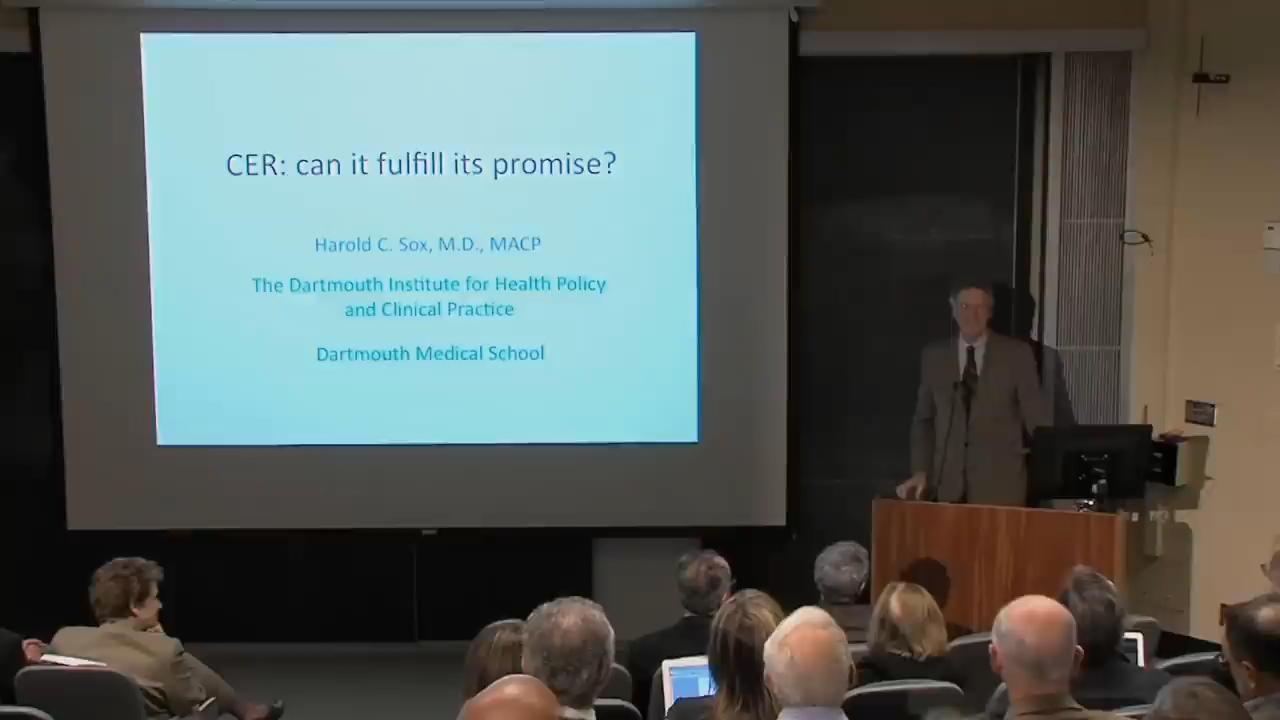 CER: can it fulfill its promise?
Harold C. Sox, M.D., MACP
The Dartmouth Institute for Health Policy
and Clinical Practice
Dartmouth Medical School